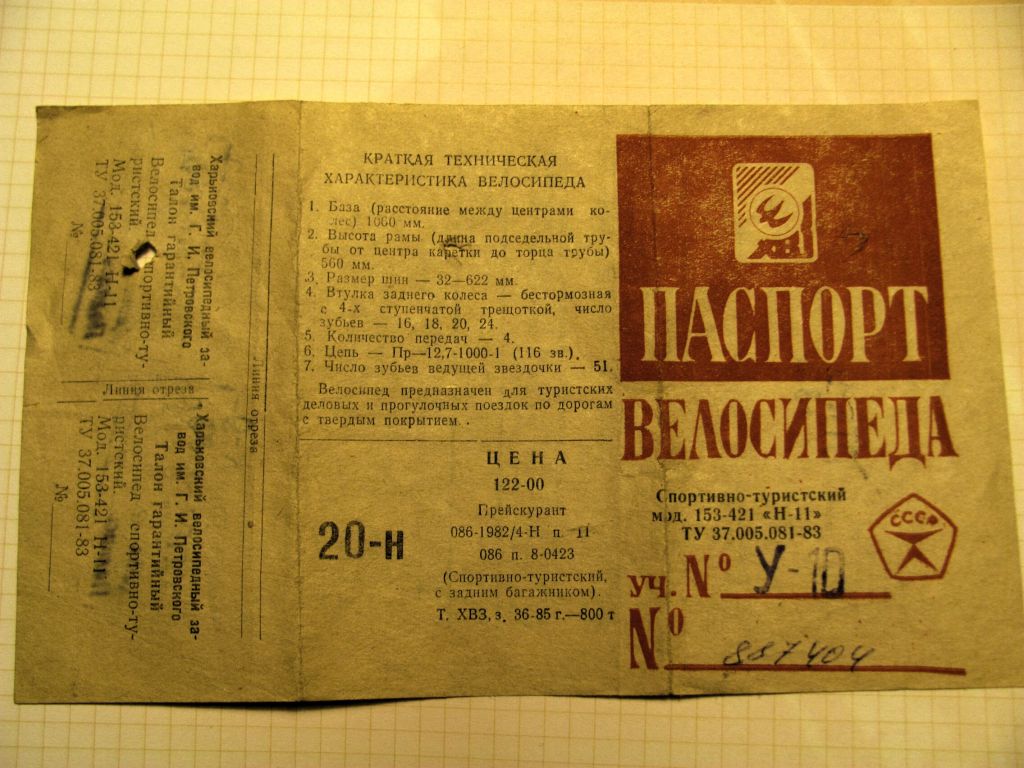 Харьковский велосипедный за-
вод им. Г. И. Петровского
Талон гарантийный
Велосипед спортивно-ту-
ристский
Мод. 153-421 Н-11
ТУ 37.005.081-83
№
Линия отреза
Харьковский велосипедный за-
вод им. Г. И. Петровского
Талон гарантийный
Велосипед спортивно-ту-
ристский.
Мод. 153-421 Н-11
ТУ 37.005.081-83
№
Линия отреза
КРАТКАЯ ТЕХНИЧЕСКАЯ
ХАРАКТЕРИСТИКА ВЕЛОСИПЕДА
1. База (расстояние между центрами ко-
лес) 1060 мм.
2. Высота рамы (длина подседельной тру-
бы от центра каретки до торца трубы)
560 мм.
3. Размер шин — 32—622 мм.
4. Втулка заднего колеса — бестормозная
с 4-х ступенчатой трещоткой, число
зубьев — 16, 18, 20, 24.
5. Количество передач — 4.
6. Цепь — Пр—12,7-1000-1 (116 зв.).
7. Число зубьев ведущей звездочки — 51.
Велосипед предназначен для туристских
деловых и прогулочных поездок по дорогам
с твердым покрытием.
ЦЕНА
122-00
Прейскурант
086-1982/4-Н п. 11
086 п. 8-0423
(Спортивно-туристский,
с задним багажником).
Т. ХВЗ, з. 36-85 г.—800 т
20-н
ХВЗ
ПАСПОРТ
ВЕЛОСИПЕДА
Спортивно-туристский
мод. 153-421 «Н-11»
ТУ 37.005.081-83
СССР
УЧ. № У-10
№ 887404